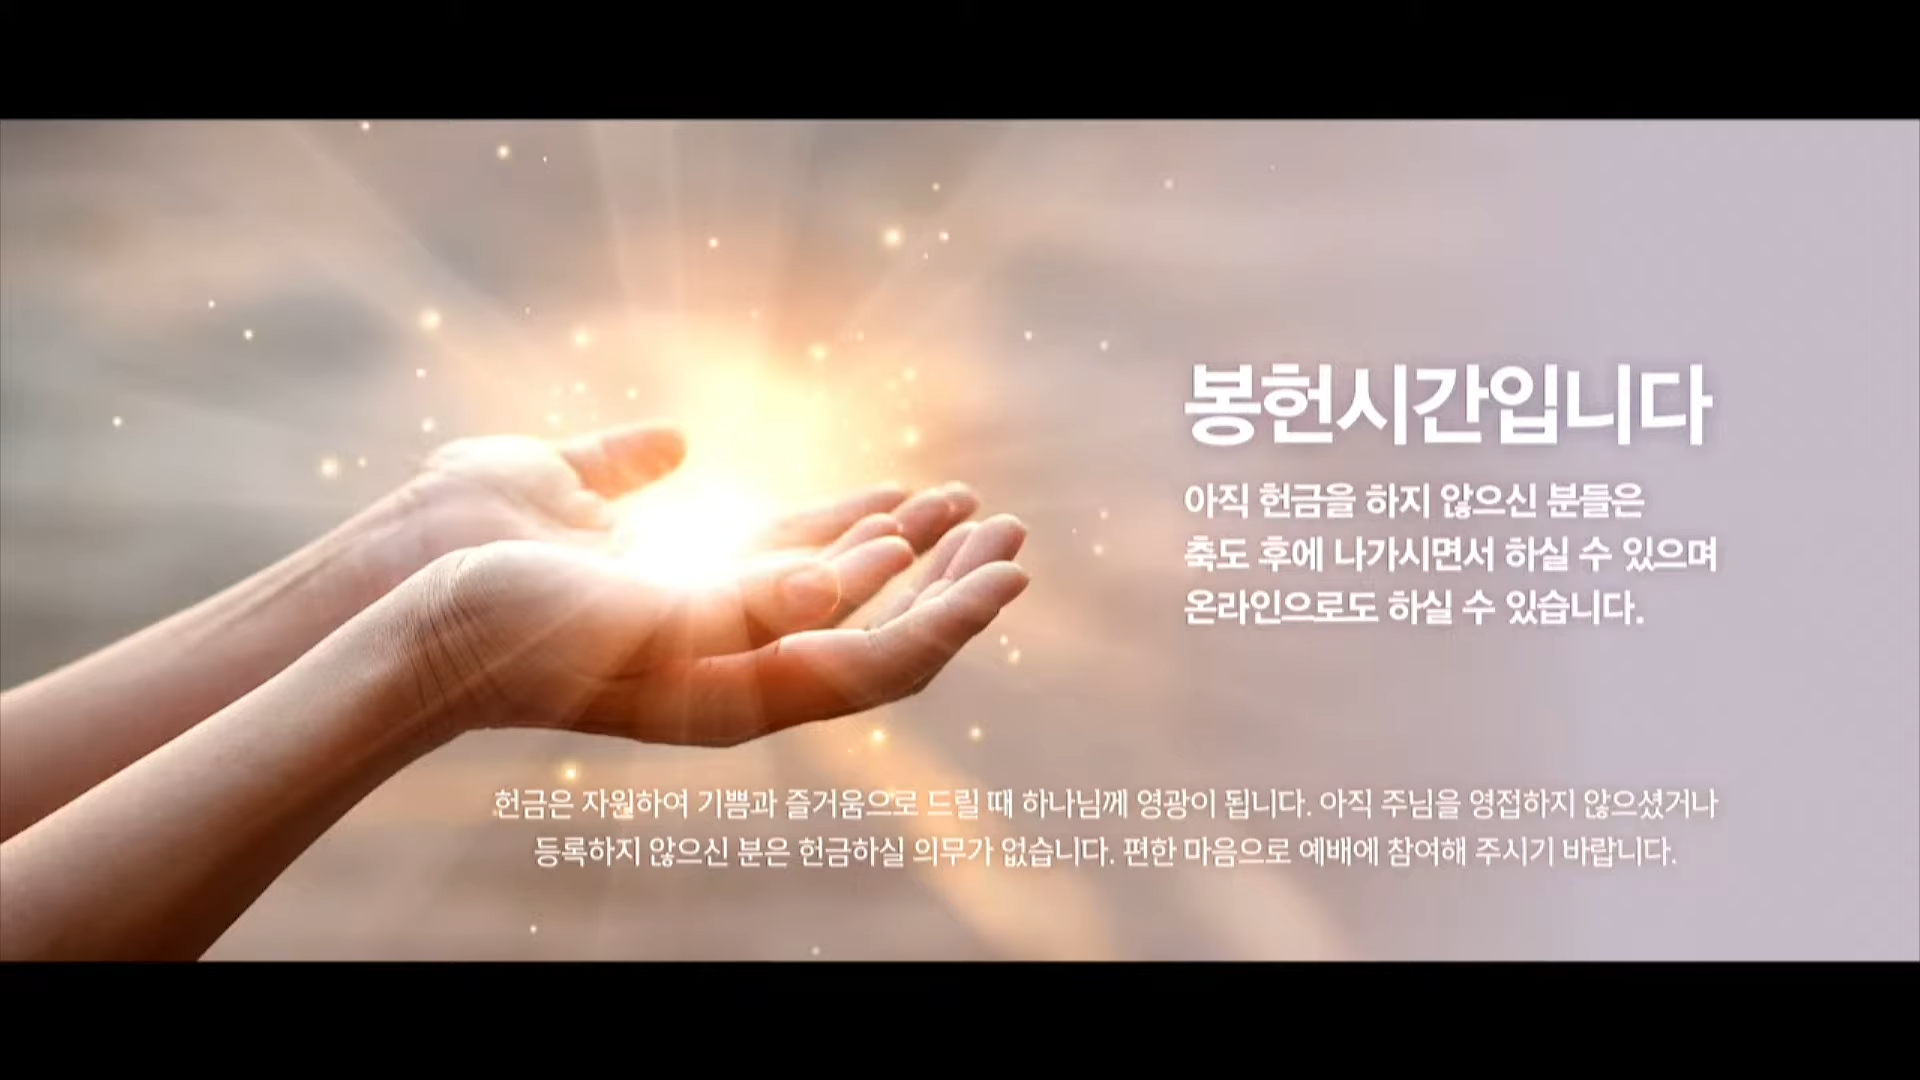 봉헌시간입니다
아직 헌금을 하지 않으신 분들은
축도 후에 나가시면서 하실 수 있으며
온라인으로도 하실 수 있습니다.
헌금은 자원하여 기쁨과 즐거움으로 드릴 때 하나님께 영광이 됩니다. 아직 주님을 영접하지 않으셨거나
등록하지 않으신 분은 헌금하실 의무가 없습니다. 편한 마음으로 예배에 참여해 주시기 바랍니다.